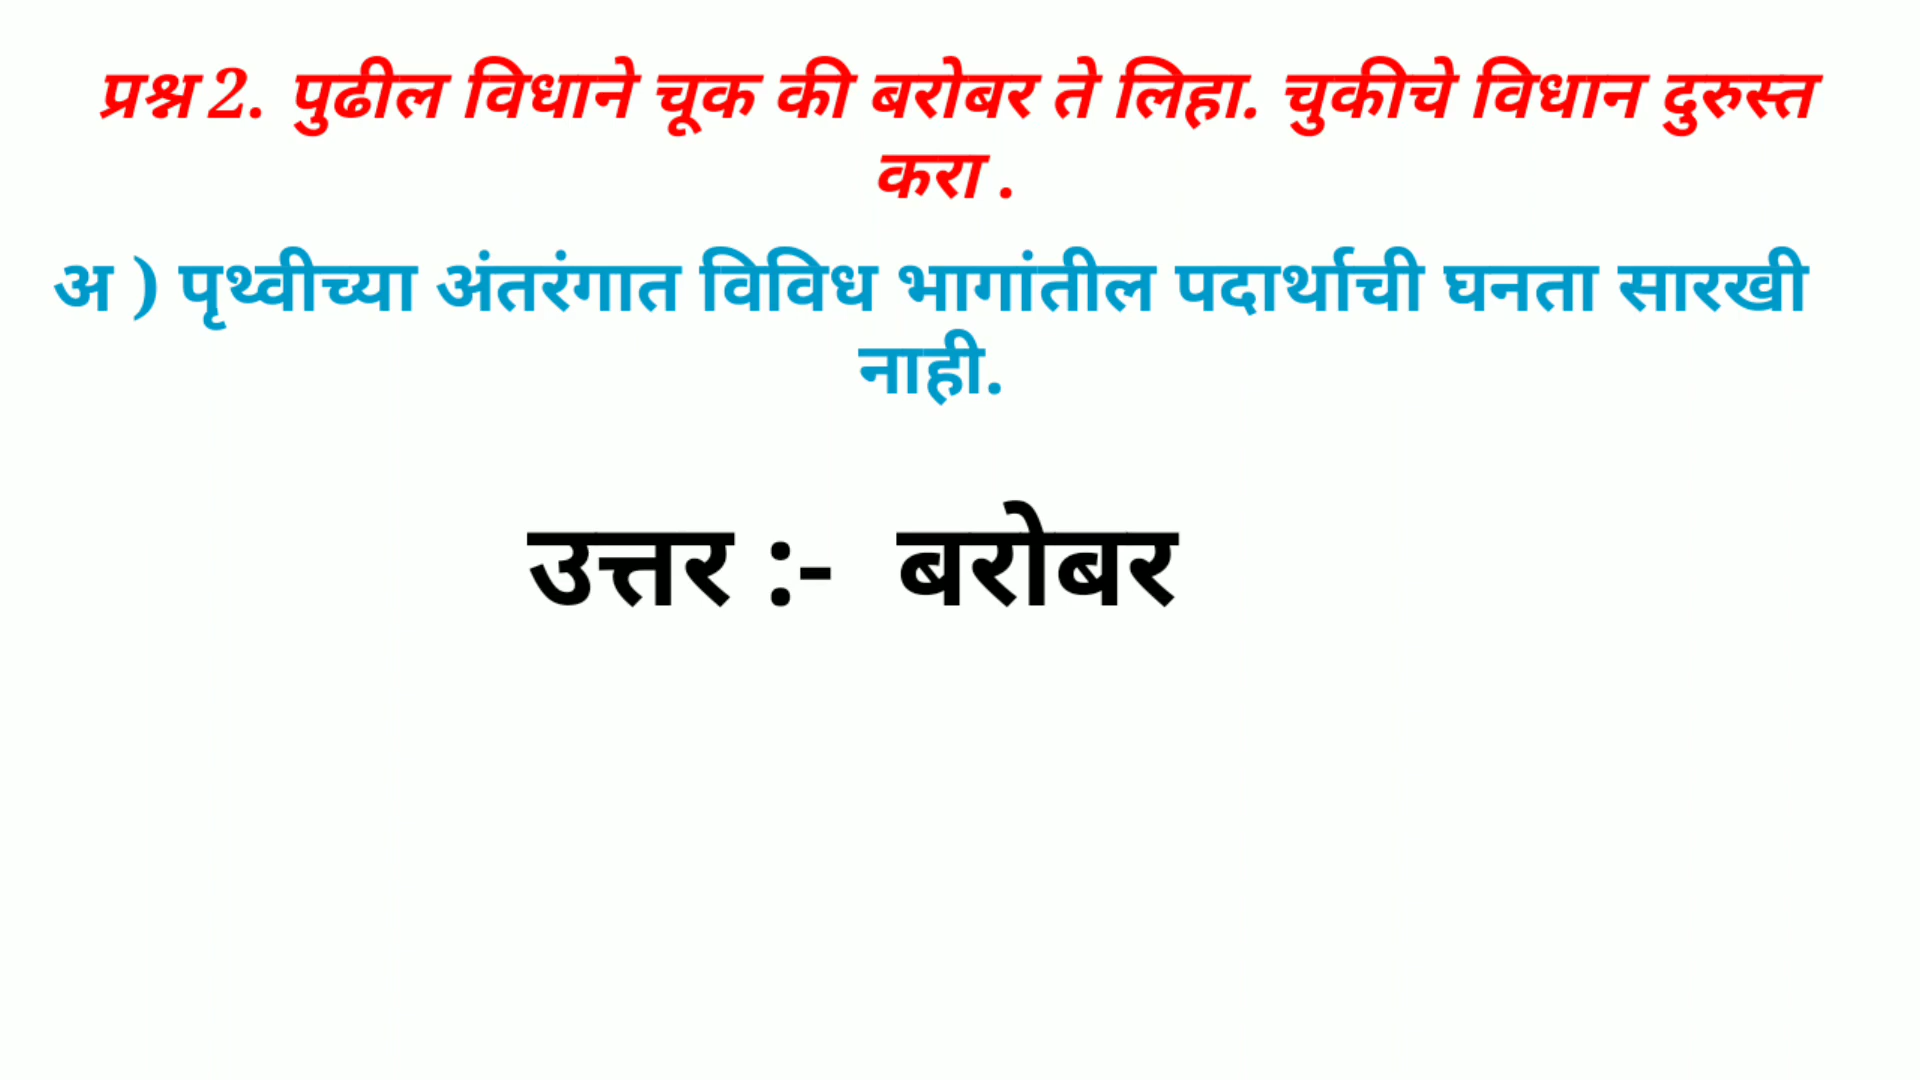 प्रश्न 2. पुढील विधाने चूक की बरोबर ते लिहा. चुकीचे विधान दुरुस्त
करा .
अ ) पृथ्वीच्या अंतरंगात विविध भागांतील पदार्थाची घनता सारखी
नाही.
उत्तर :- बरोबर